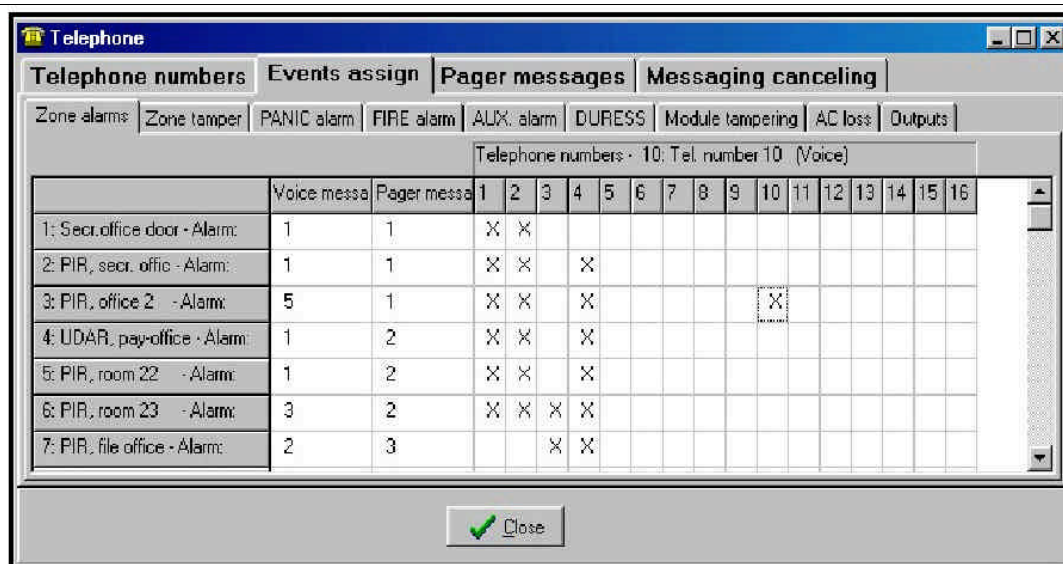 Telephone
Telephone numbers Events assign Pager messages Messaging canceling
Zone alarms Zone tamper PANIC alarm FIRE alarm AUX. alarm DURESS Module tampering AC loss Outputs
Telephone numbers - 10: Tel. number 10 (Voice)
Voice messa Pager messa 1 2 3 4 5 6 7 8 9 10 11 12 13 14 15 16
1: Secr.office door - Alarm: 1 1 X X
2: PIR, secr. offic - Alarm: 1 1 X X X
3: PIR, office 2 - Alarm: 5 1 X X X X
4: UDAR, pay-office - Alarm: 1 2 X X X
5: PIR, room 22 - Alarm: 1 2 X X X
6: PIR, room 23 - Alarm: 3 2 X X X X
7: PIR, file office - Alarm: 2 3 X X
Close